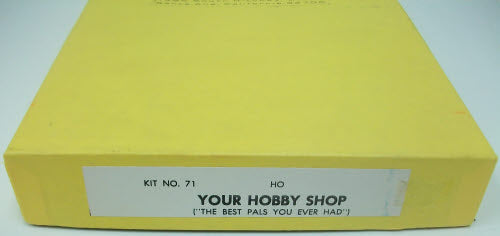 KIT NO. 71 HO
YOUR HOBBY SHOP
("THE BEST PALS YOU EVER HAD")